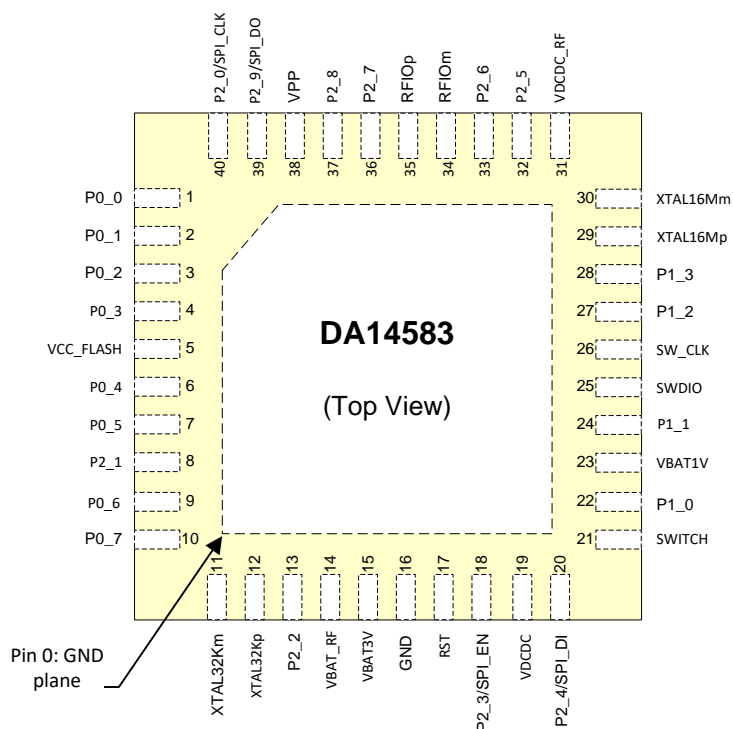 P2_0/SPI_CLK
P2_9/SPI_DO
VPP
P2_8
P2_7
RFIOp
RFIOm
P2_6
P2_5
VDCDC_RF
40
39
38
37
36
35
34
33
32
31
P0_0 1
P0_1 2
P0_2 3
P0_3 4
VCC_FLASH 5
P0_4 6
P0_5 7
P2_1 8
P0_6 9
P0_7 10
DA14583
(Top View)
30 XTAL16Mm
29 XTAL16Mp
28 P1_3
27 P1_2
26 SW_CLK
25 SWDIO
24 P1_1
23 VBAT1V
22 P1_0
21 SWITCH
11
12
13
14
15
16
17
18
19
20
XTAL32Km
XTAL32Kp
P2_2
VBAT_RF
VBAT3V
GND
RST
P2_3/SPI_EN
VDCDC
P2_4/SPI_DI
Pin 0: GND
plane